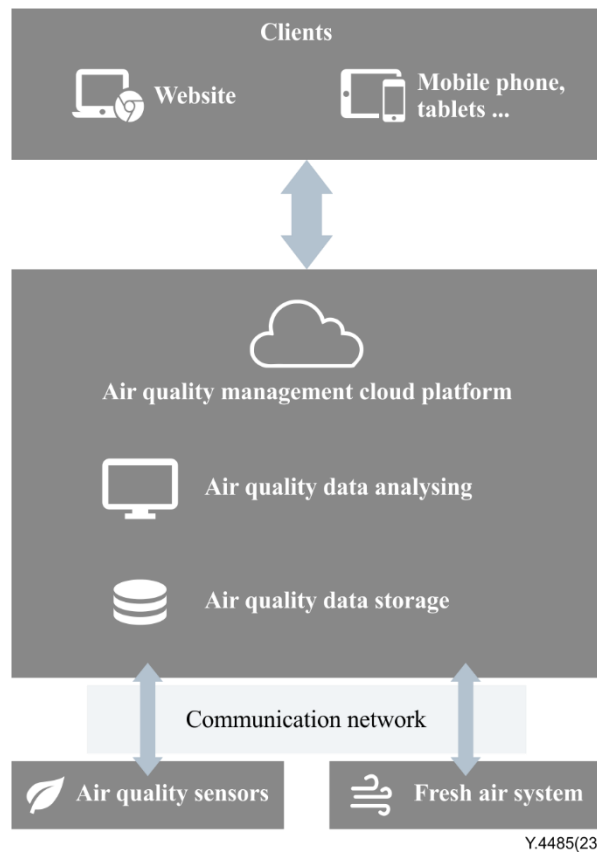 Clients
Website
Mobile phone,
tablets ...
Air quality management cloud platform
Air quality data analysing
Air quality data storage
Communication network
Air quality sensors
Fresh air system
Y.4485(23